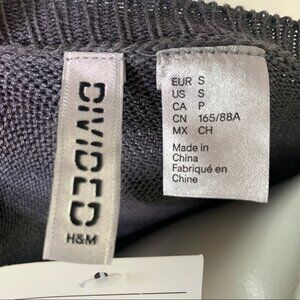 DIVIDED
H&M
EUR S
US S
CA P
CN 165/88A
MX CH
Made in
China
Fabriqué en
Chine